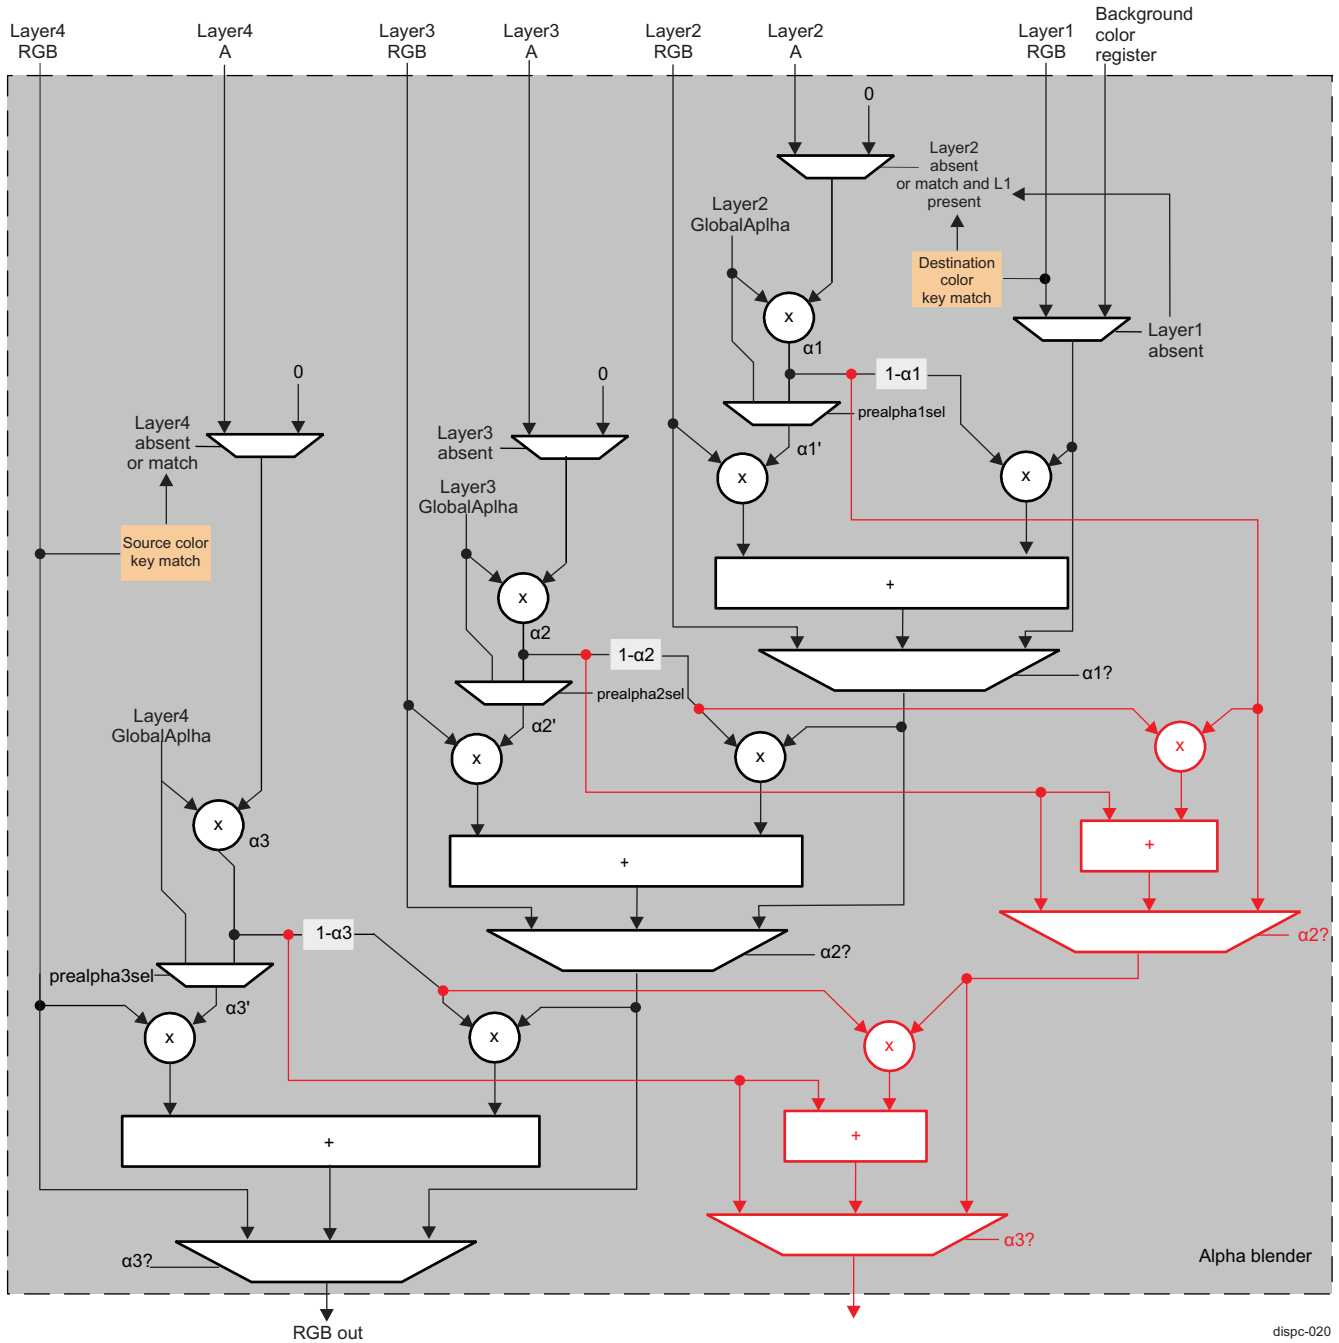 Layer4
RGB
Layer4
A
Layer3
RGB
Layer3
A
Layer2
RGB
Layer2
A
Layer1
RGB
Background
color
register
0
Layer2
absent
or match and L1
present
Layer2
GlobalAplha
Destination
color
key match
x
α1
Layer1
absent
1-α1
0
0
prealpha1sel
Layer4
absent
or match
Layer3
absent
α1'
x
x
Layer3
GlobalAplha
Source color
key match
+
x
α2
1-α2
α1?
prealpha2sel
Layer4
GlobalAplha
α2'
x
x
x
x
α3
+
+
1-α3
α2?
α2?
prealpha3sel
α3'
x
x
x
+
+
α3?
α3?
Alpha blender
RGB out
dispc-020